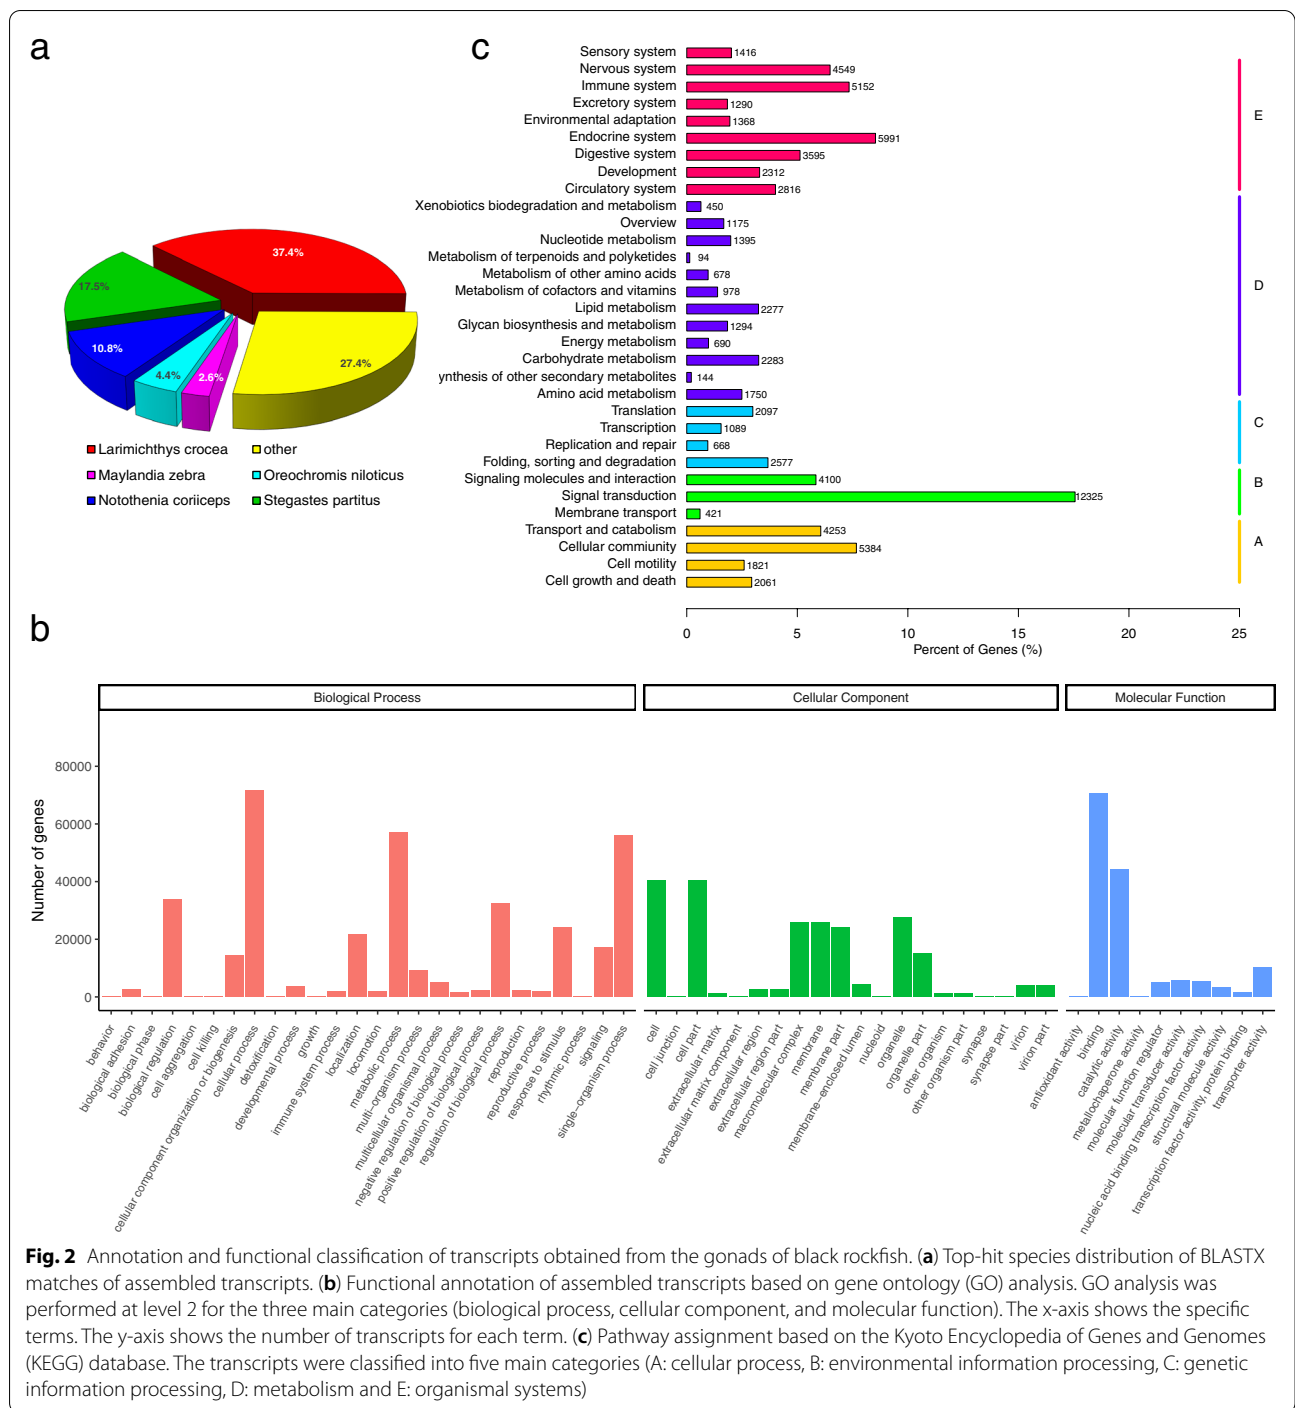 a
37.4%
17.5%
10.8%
4.4%
2.6%
27.4%
Larimichthys crocea
other
Maylandia zebra
Oreochromis niloticus
Notothenia coriiceps
Stegastes partitus
c
Sensory system 1416
Nervous system 4549
Immune system 5152
Excretory system 1290
Environmental adaptation 1368
Endocrine system 5991
Digestive system 3595
Development 2312
Circulatory system 2816
Xenobiotics biodegradation and metabolism 450
Overview 1175
Nucleotide metabolism 1395
Metabolism of terpenoids and polyketides 94
Metabolism of other amino acids 678
Metabolism of cofactors and vitamins 978
Lipid metabolism 2277
Glycan biosynthesis and metabolism 1294
Energy metabolism 690
Carbohydrate metabolism 2283
ynthesis of other secondary metabolites 144
Amino acid metabolism 1750
Translation 2097
Transcription 1089
Replication and repair 668
Folding, sorting and degradation 2577
Signaling molecules and interaction 4100
Signal transduction 12325
Membrane transport 421
Transport and catabolism 4253
Cellular commiunity 5384
Cell motility 1821
Cell growth and death 2061
E
D
C
B
A
0 5 10 15 20 25
Percent of Genes (%)
b
Biological Process
Cellular Component
Molecular Function
Number of genes
80000
60000
40000
20000
0
behavior
biological adhesion
biological phase
biological regulation
cell aggregation
cell killing
cellular component organization or biogenesis
cellular process
detoxification
developmental process
growth
immune system process
localization
locomotion
metabolic process
multi−organism process
multicellular organismal process
negative regulation of biological process
positive regulation of biological process
regulation of biological process
reproduction
reproductive process
response to stimulus
rhythmic process
signaling
single−organism process
cell
cell junction
cell part
extracellular matrix
extracellular matrix component
extracellular region
extracellular region part
macromolecular complex
membrane
membrane part
membrane−enclosed lumen
nucleoid
organelle
organelle part
other organism
other organism part
synapse
synapse part
virion
virion part
antioxidant activity
binding
catalytic activity
metallochaperone activity
molecular function regulator
molecular transducer activity
nucleic acid binding transcription factor activity
structural molecule activity
transcription factor activity, protein binding
transporter activity
Fig. 2 Annotation and functional classification of transcripts obtained from the gonads of black rockfish. (a) Top-hit species distribution of BLASTX
matches of assembled transcripts. (b) Functional annotation of assembled transcripts based on gene ontology (GO) analysis. GO analysis was
performed at level 2 for the three main categories (biological process, cellular component, and molecular function). The x-axis shows the specific
terms. The y-axis shows the number of transcripts for each term. (c) Pathway assignment based on the Kyoto Encyclopedia of Genes and Genomes
(KEGG) database. The transcripts were classified into five main categories (A: cellular process, B: environmental information processing, C: genetic
information processing, D: metabolism and E: organismal systems)